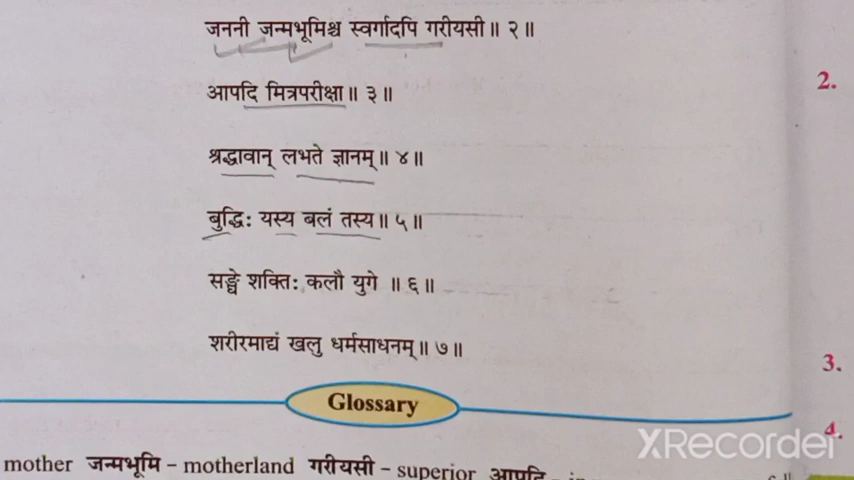 जननी जन्मभूमिश्च स्वर्गादपि गरीयसी॥ २॥
2.
आपदि मित्रपरीक्षा॥ ३॥
श्रद्धावान् लभते ज्ञानम्॥ ४॥
बुद्धिः यस्य बलं तस्य॥ ५॥
सङ्घे शक्तिः कलौ युगे ॥ ६॥
शरीरमाद्यं खलु धर्मसाधनम्॥ ७॥
3.
Glossary
4.
XRecorder
mother जन्मभूमि – motherland गरीयसी – superior आपदि –